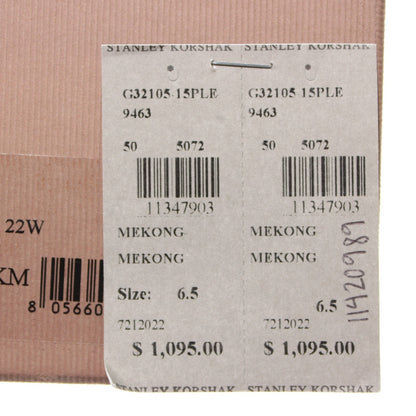 STANLEY KORSHAK STANLEY KORSHAK
G32105-15PLE G32105-15PLE
9463 9463
50 5072 50 5072
11347903 11347903
MEKONG MEKONG
MEKONG MEKONG
Size: 6.5 6.5
7212022 7212022
$ 1,095.00 $ 1,095.00
STANLEY KORSHAK STANLEY KORSHAK
11420989
22W
KM
8 05660